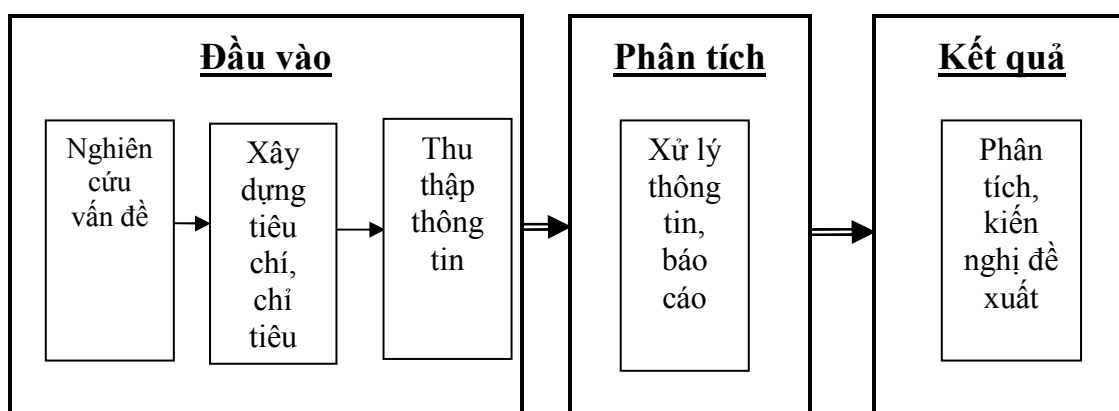 Đầu vào
Nghiên
cứu
vấn đề
Xây
dựng
tiêu
chí,
chỉ
tiêu
Thu
thập
thông
tin
Phân tích
Xử lý
thông
tin,
báo
cáo
Kết quả
Phân
tích,
kiến
nghị đề
xuất